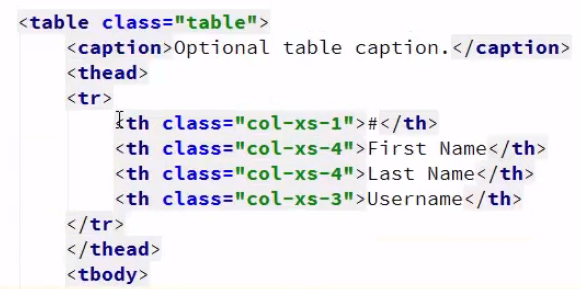 <table class="table">
<caption>Optional table caption.</caption>
<thead>
<tr>
<th class="col-xs-1">#</th>
<th class="col-xs-4">First Name</th>
<th class="col-xs-4">Last Name</th>
<th class="col-xs-3">Username</th>
</tr>
</thead>
<tbody>